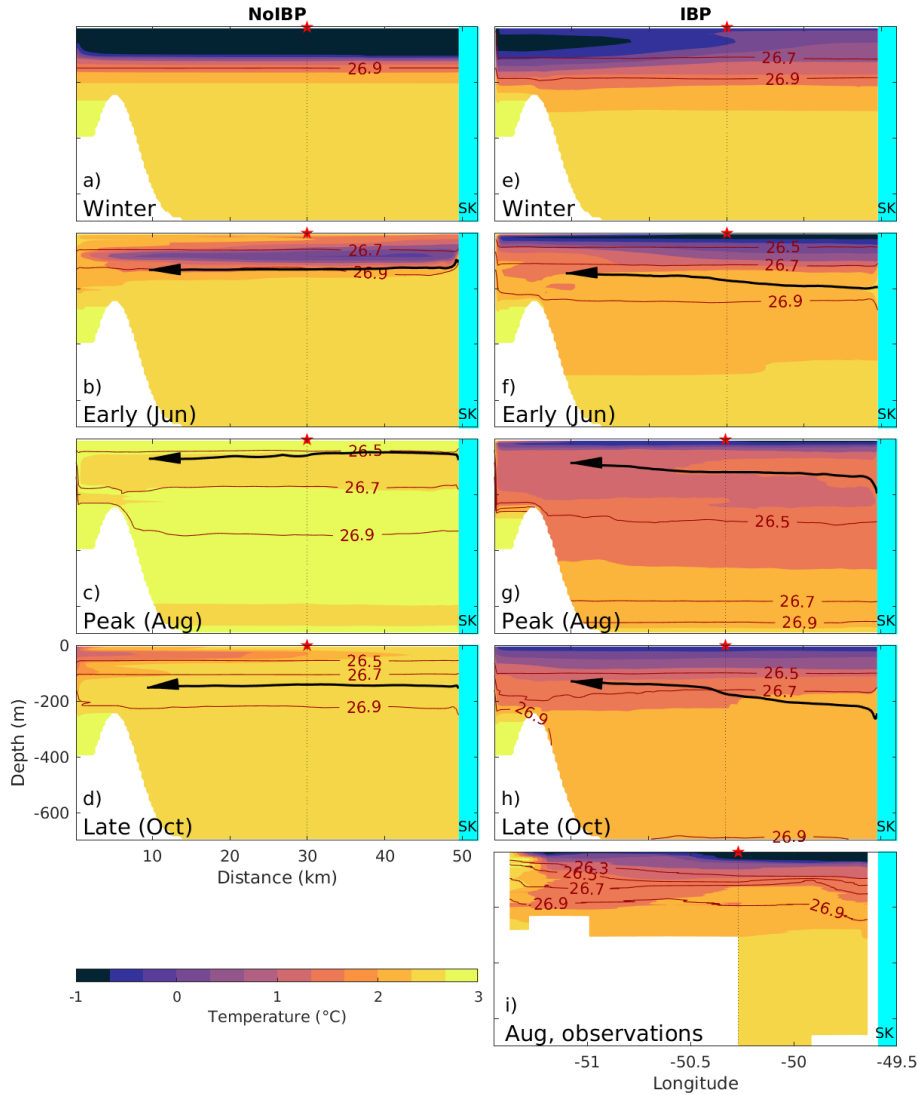 NoIBP
IBP
26.9
a)
Winter
SK
26.7
26.9
e)
Winter
SK
26.7
26.9
b)
Early (Jun)
SK
26.5
26.7
26.9
f)
Early (Jun)
SK
26.5
26.7
26.9
c)
Peak (Aug)
SK
26.5
26.7
26.9
g)
Peak (Aug)
SK
0
-200
-400
-600
Depth (m)
26.5
26.7
26.9
d)
Late (Oct)
SK
10
20
30
40
50
Distance (km)
26.5
26.7
26.9
h)
Late (Oct)
26.9
SK
26.3
26.5
26.7
26.9
26.9
i)
Aug, observations
SK
-51
-50.5
-50
-49.5
Longitude
-1
0
1
2
3
Temperature (°C)